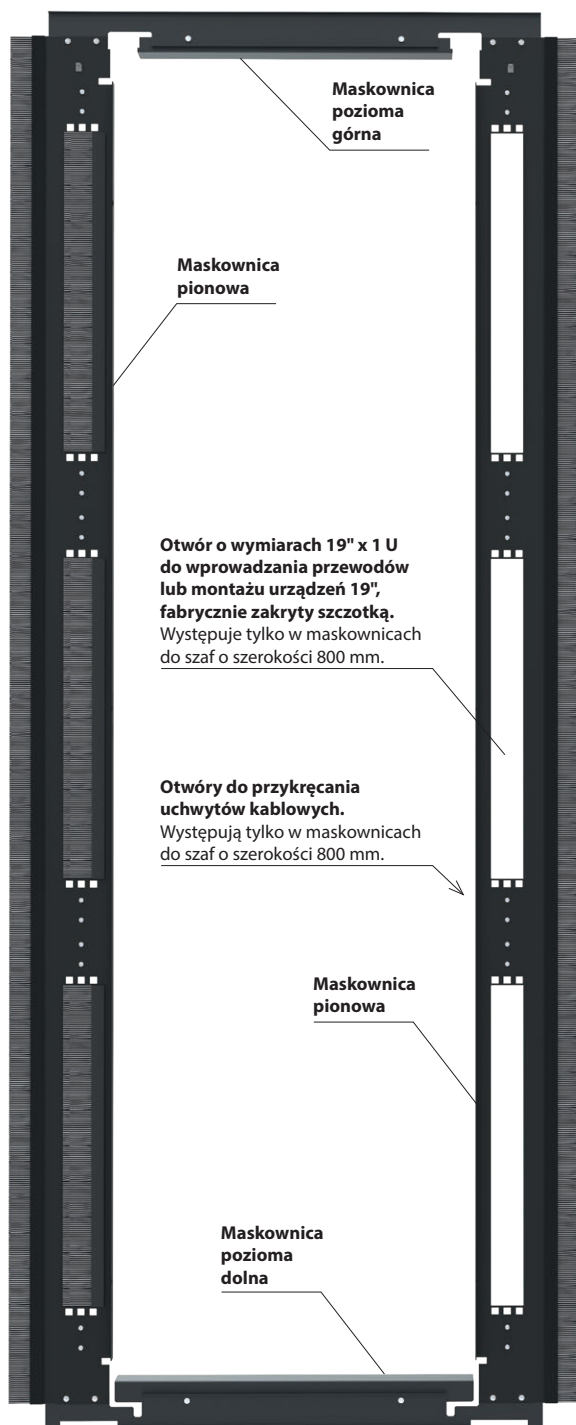 Maskownica
pozioma
górna
Maskownica
pionowa
Otwór o wymiarach 19" x 1 U
do wprowadzania przewodów
lub montażu urządzeń 19",
fabrycznie zakryty szczotką.
Występuje tylko w maskownicach
do szaf o szerokości 800 mm.
Otwóry do przykręcania
uchwytów kablowych.
Występują tylko w maskownicach
do szaf o szerokości 800 mm.
Maskownica
pionowa
Maskownica
pozioma
dolna